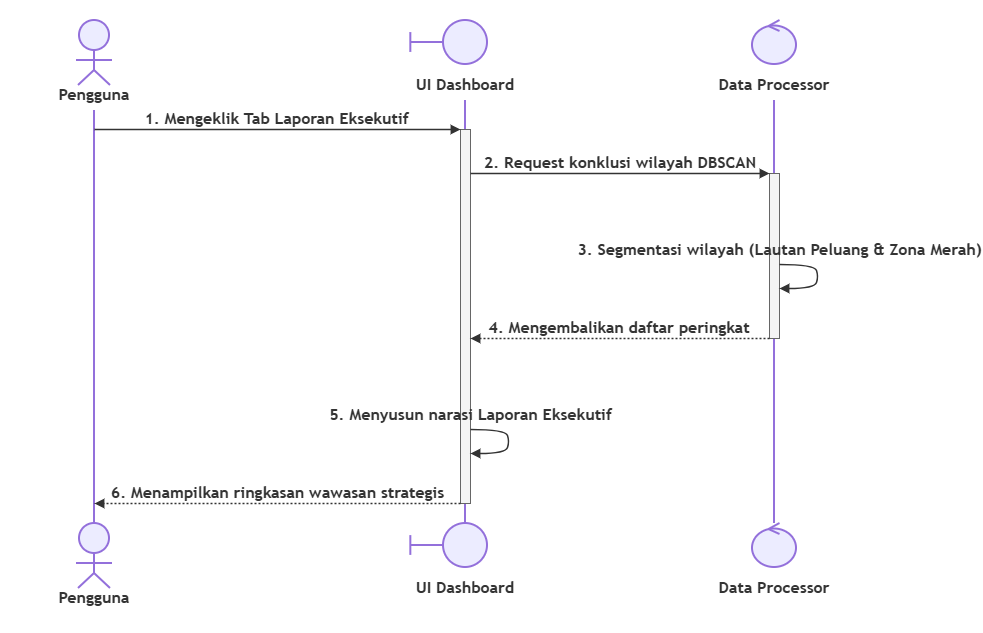 Pengguna
UI Dashboard
Data Processor
1. Mengeklik Tab Laporan Eksekutif
2. Request konklusi wilayah DBSCAN
3. Segmentasi wilayah (Lautan Peluang & Zona Merah)
4. Mengembalikan daftar peringkat
5. Menyusun narasi Laporan Eksekutif
6. Menampilkan ringkasan wawasan strategis
Pengguna
UI Dashboard
Data Processor